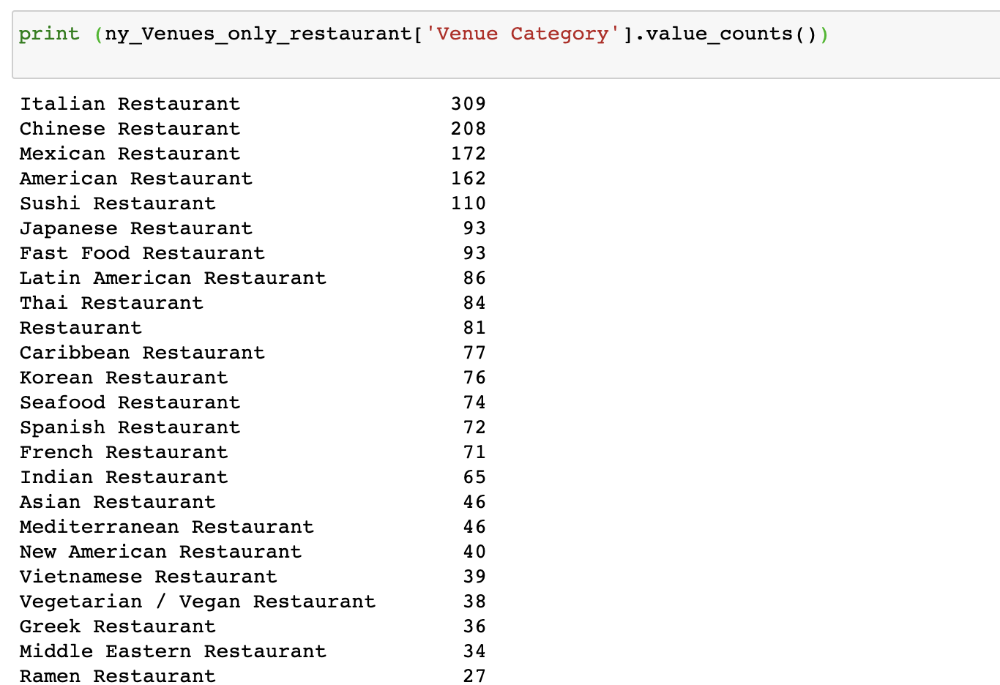 print (ny_Venues_only_restaurant['Venue Category'].value_counts())
Italian Restaurant 309
Chinese Restaurant 208
Mexican Restaurant 172
American Restaurant 162
Sushi Restaurant 110
Japanese Restaurant 93
Fast Food Restaurant 93
Latin American Restaurant 86
Thai Restaurant 84
Restaurant 81
Caribbean Restaurant 77
Korean Restaurant 76
Seafood Restaurant 74
Spanish Restaurant 72
French Restaurant 71
Indian Restaurant 65
Asian Restaurant 46
Mediterranean Restaurant 46
New American Restaurant 40
Vietnamese Restaurant 39
Vegetarian / Vegan Restaurant 38
Greek Restaurant 36
Middle Eastern Restaurant 34
Ramen Restaurant 27